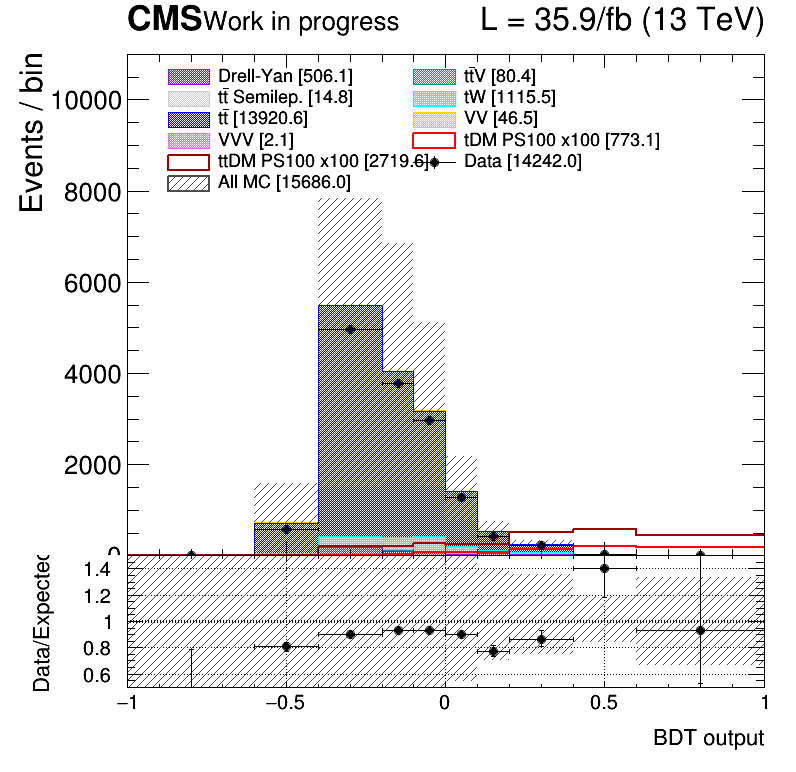 CMS Work in progress L = 35.9/fb (13 TeV)
Events / bin
10000
8000
6000
4000
2000
0
Drell-Yan [506.1] tt̄V [80.4]
tt̄ Semilep. [14.8] tW [1115.5]
tt̄ [13920.6] VV [46.5]
VVV [2.1] tDM PS100 x100 [773.1]
ttDM PS100 x100 [2719.6] Data [14242.0]
All MC [15686.0]
Data/Expected
1.4
1.2
1
0.8
0.6
−1 −0.5 0 0.5 1
BDT output